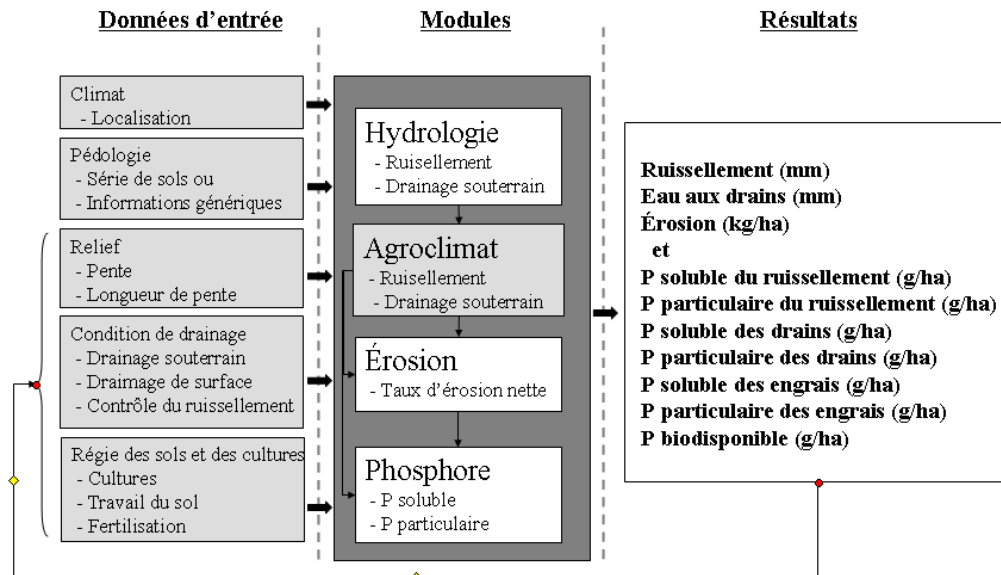 Données d'entrée
Climat
- Localisation
Pédologie
- Série de sols ou
- Informations génériques
Relief
- Pente
- Longueur de pente
Condition de drainage
- Drainage souterrain
- Draimage de surface
- Contrôle du ruissellement
Régie des sols et des cultures
- Cultures
- Travail du sol
- Fertilisation
Modules
Hydrologie
- Ruisellement
- Drainage souterrain
Agroclimat
- Ruisellement
- Drainage souterrain
Érosion
- Taux d'érosion nette
Phosphore
- P soluble
- P particulaire
Résultats
Ruissellement (mm)
Eau aux drains (mm)
Érosion (kg/ha)
et
P soluble du ruissellement (g/ha)
P particulaire du ruissellement (g/ha)
P soluble des drains (g/ha)
P particulaire des drains (g/ha)
P soluble des engrais (g/ha)
P particulaire des engrais (g/ha)
P biodisponible (g/ha)